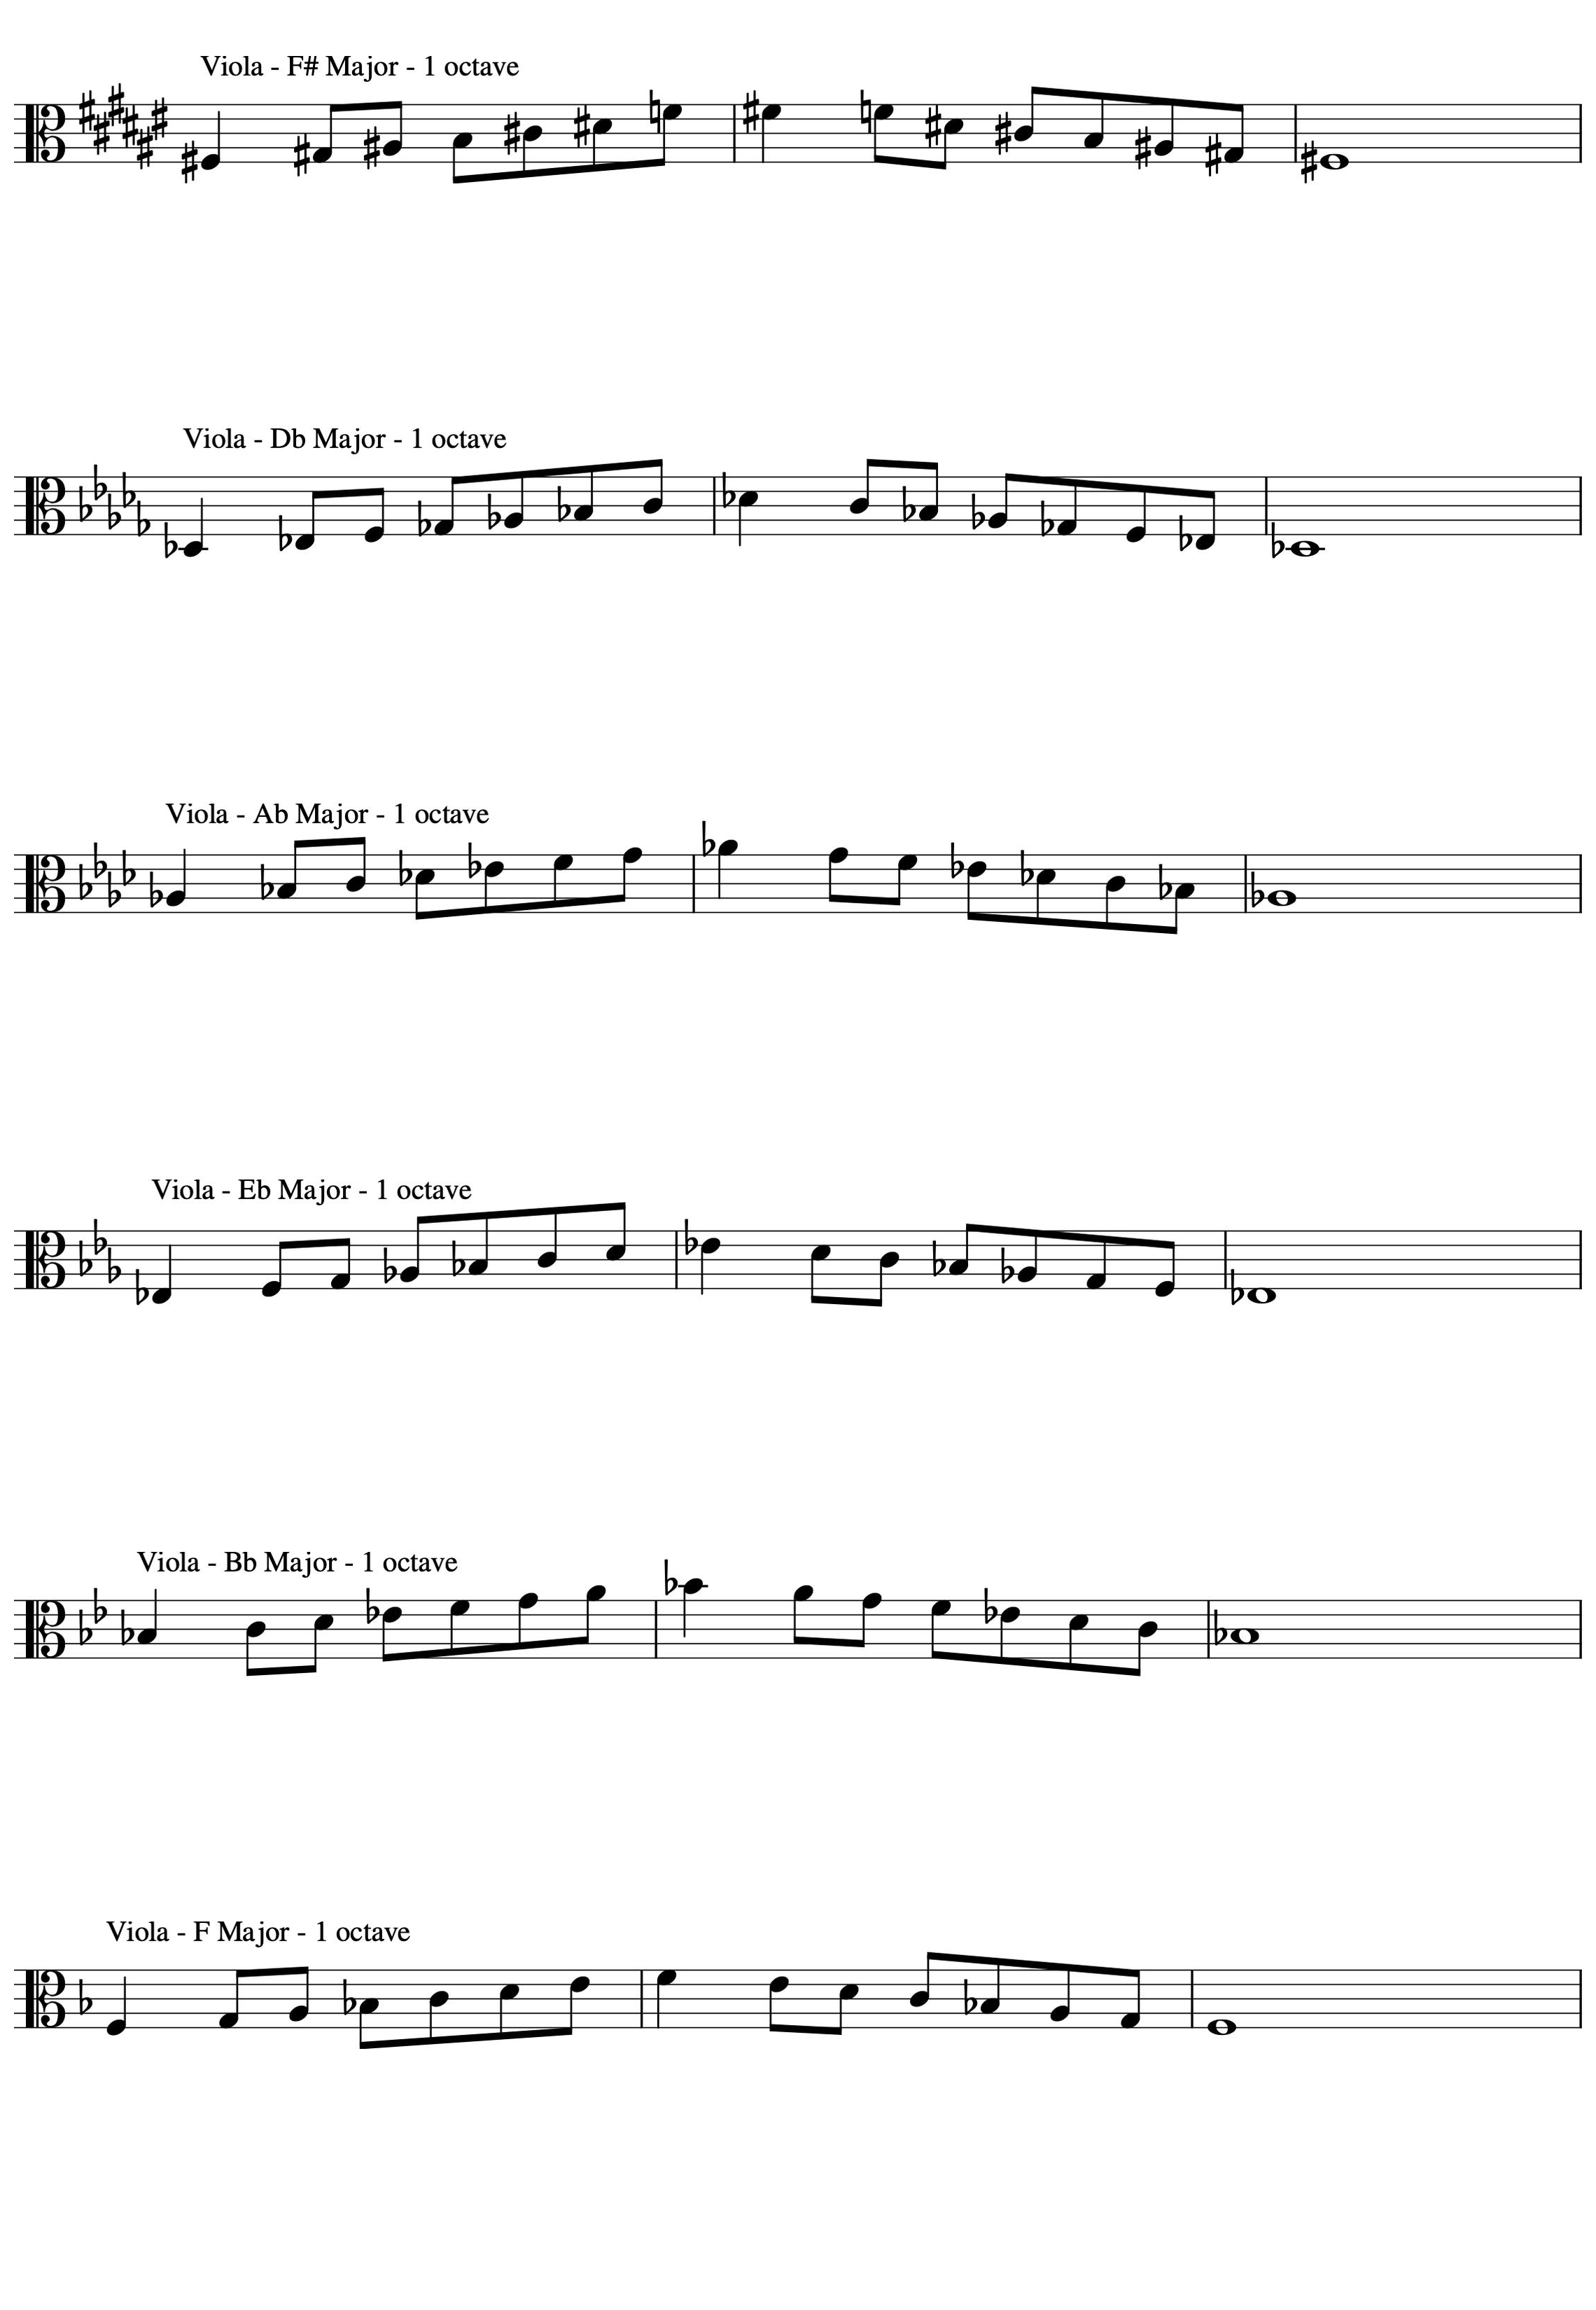 Viola - F# Major - 1 octave
Viola - Db Major - 1 octave
Viola - Ab Major - 1 octave
Viola - Eb Major - 1 octave
Viola - Bb Major - 1 octave
Viola - F Major - 1 octave